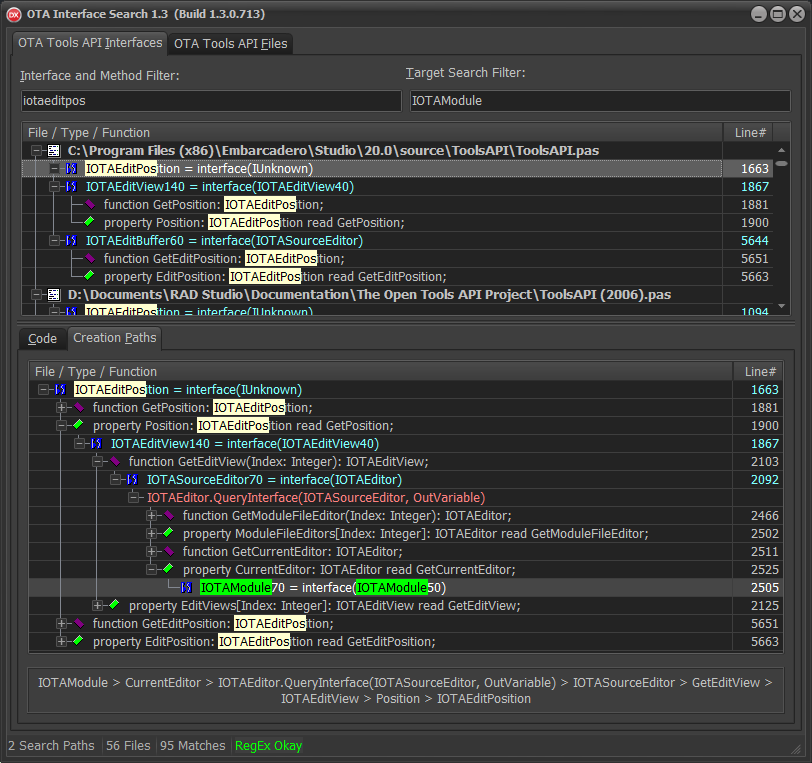 DX OTA Interface Search 1.3 (Build 1.3.0.713)
OTA Tools API Interfaces OTA Tools API Files
Interface and Method Filter: Target Search Filter:
iotaeditpos IOTAModule
File / Type / Function Line#
C:\Program Files (x86)\Embarcadero\Studio\20.0\source\ToolsAPI\ToolsAPI.pas
IOTAEditPosition = interface(IUnknown) 1663
IOTAEditView140 = interface(IOTAEditView40) 1867
function GetPosition: IOTAEditPosition; 1881
property Position: IOTAEditPosition read GetPosition; 1900
IOTAEditBuffer60 = interface(IOTASourceEditor) 5644
function GetEditPosition: IOTAEditPosition; 5651
property EditPosition: IOTAEditPosition read GetEditPosition; 5663
D:\Documents\RAD Studio\Documentation\The Open Tools API Project\ToolsAPI (2006).pas
IOTAEditPosition = interface(IUnknown) 1094
Code Creation Paths
File / Type / Function Line#
IOTAEditPosition = interface(IUnknown) 1663
function GetPosition: IOTAEditPosition; 1881
property Position: IOTAEditPosition read GetPosition; 1900
IOTAEditView140 = interface(IOTAEditView40) 1867
function GetEditView(Index: Integer): IOTAEditView; 2103
IOTASourceEditor70 = interface(IOTAEditor) 2092
IOTAEditor.QueryInterface(IOTASourceEditor, OutVariable)
function GetModuleFileEditor(Index: Integer): IOTAEditor; 2466
property ModuleFileEditors[Index: Integer]: IOTAEditor read GetModuleFileEditor; 2502
function GetCurrentEditor: IOTAEditor; 2511
property CurrentEditor: IOTAEditor read GetCurrentEditor; 2525
IOTAModule70 = interface(IOTAModule50) 2505
property EditViews[Index: Integer]: IOTAEditView read GetEditView; 2125
function GetEditPosition: IOTAEditPosition; 5651
property EditPosition: IOTAEditPosition read GetEditPosition; 5663
IOTAModule > CurrentEditor > IOTAEditor.QueryInterface(IOTASourceEditor, OutVariable) > IOTASourceEditor > GetEditView >
IOTAEditView > Position > IOTAEditPosition
2 Search Paths 56 Files 95 Matches RegEx Okay